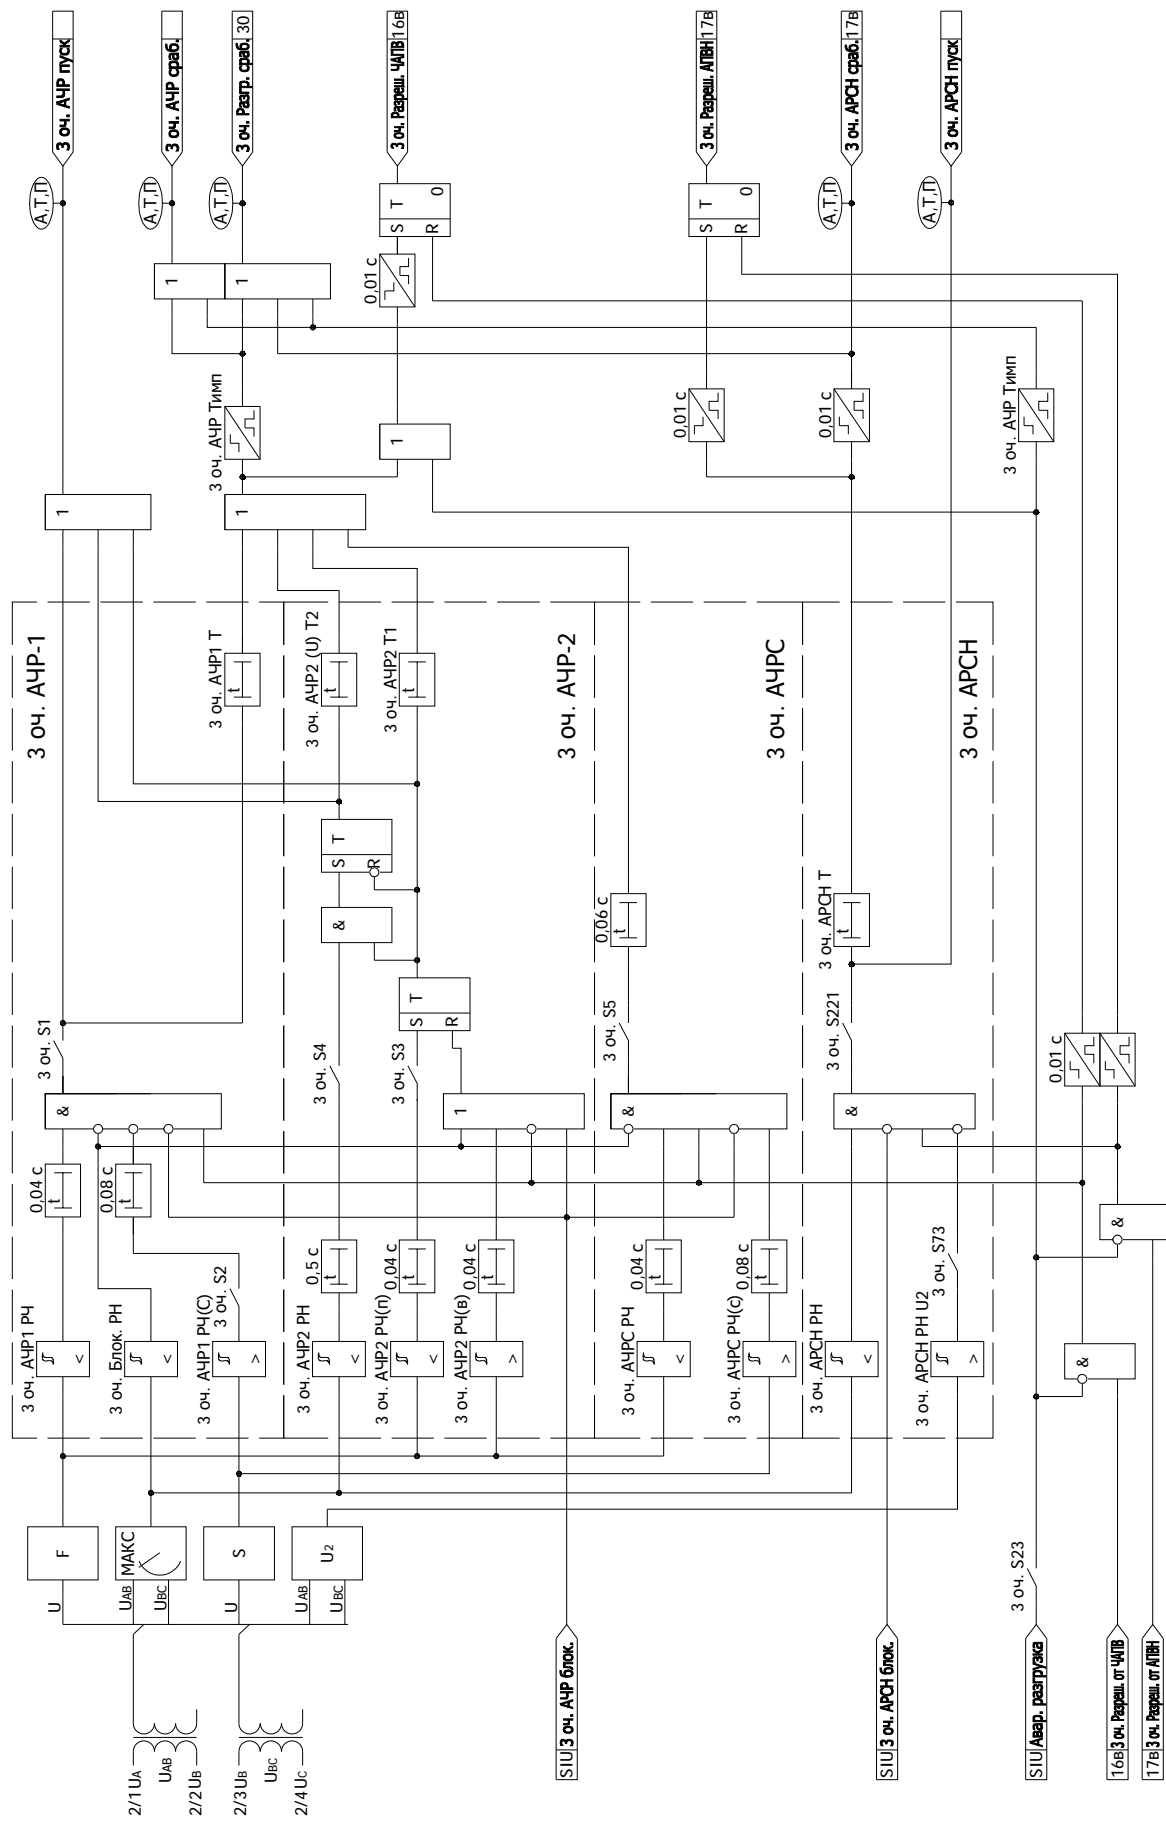 3 оч. АЧР пуск
3 оч. АЧР сраб.
3 оч. Разгр. сраб. 30
3 оч. Разреш. ЧАПВ 16в
3 оч. Разреш. АПВН 17в
3 оч. АРСН сраб. 17в
3 оч. АРСН пуск
А,Т,П
А,Т,П
А,Т,П
А,Т,П
А,Т,П
S T
R 0
S T
R 0
1
1
0,01 с
3 оч. АЧР Тимп
0,01 с
0,01 с
3 оч. АЧР Тимп
1
1
1
3 оч. АЧР-1
3 оч. АЧР-2
3 оч. АЧРС
3 оч. АРСН
3 оч. АЧР1 Т
t
3 оч. АЧР2 (U) Т2
t
3 оч. АЧР2 Т1
t
S T
R
&
S T
R
0,06 с
t
3 оч. АРСН Т
t
3 оч. S1
3 оч. S4
3 оч. S3
3 оч. S5
3 оч. S221
0,01 с
&
1
&
&
0,04 с
t
0,08 с
t
0,5 с
t
0,04 с
t
0,04 с
t
0,04 с
t
0,08 с
t
3 оч. S2
3 оч. S73
&
&
3 оч. АЧР1 РЧ
<
3 оч. Блок. РН
<
3 оч. АЧР1 РЧ(С)
>
3 оч. АЧР2 РН
<
3 оч. АЧР2 РЧ(п)
<
3 оч. АЧР2 РЧ(в)
>
3 оч. АЧРС РЧ
<
3 оч. АЧРС РЧ(с)
>
3 оч. АРСН РН
<
3 оч. АРСН РН U2
>
F
МАКС
S
U2
U
UАВ
UВС
U
UАВ
UВС
3 оч. S23
2/1 UА
UАВ
2/2 UВ
2/3 UВ
UВС
2/4 UС
SIU 3 оч. АЧР блок.
SIU 3 оч. АРСН блок.
SIU Авар. разгрузка
16в 3 оч. Разреш. от ЧАПВ
17в 3 оч. Разреш. от АПВН